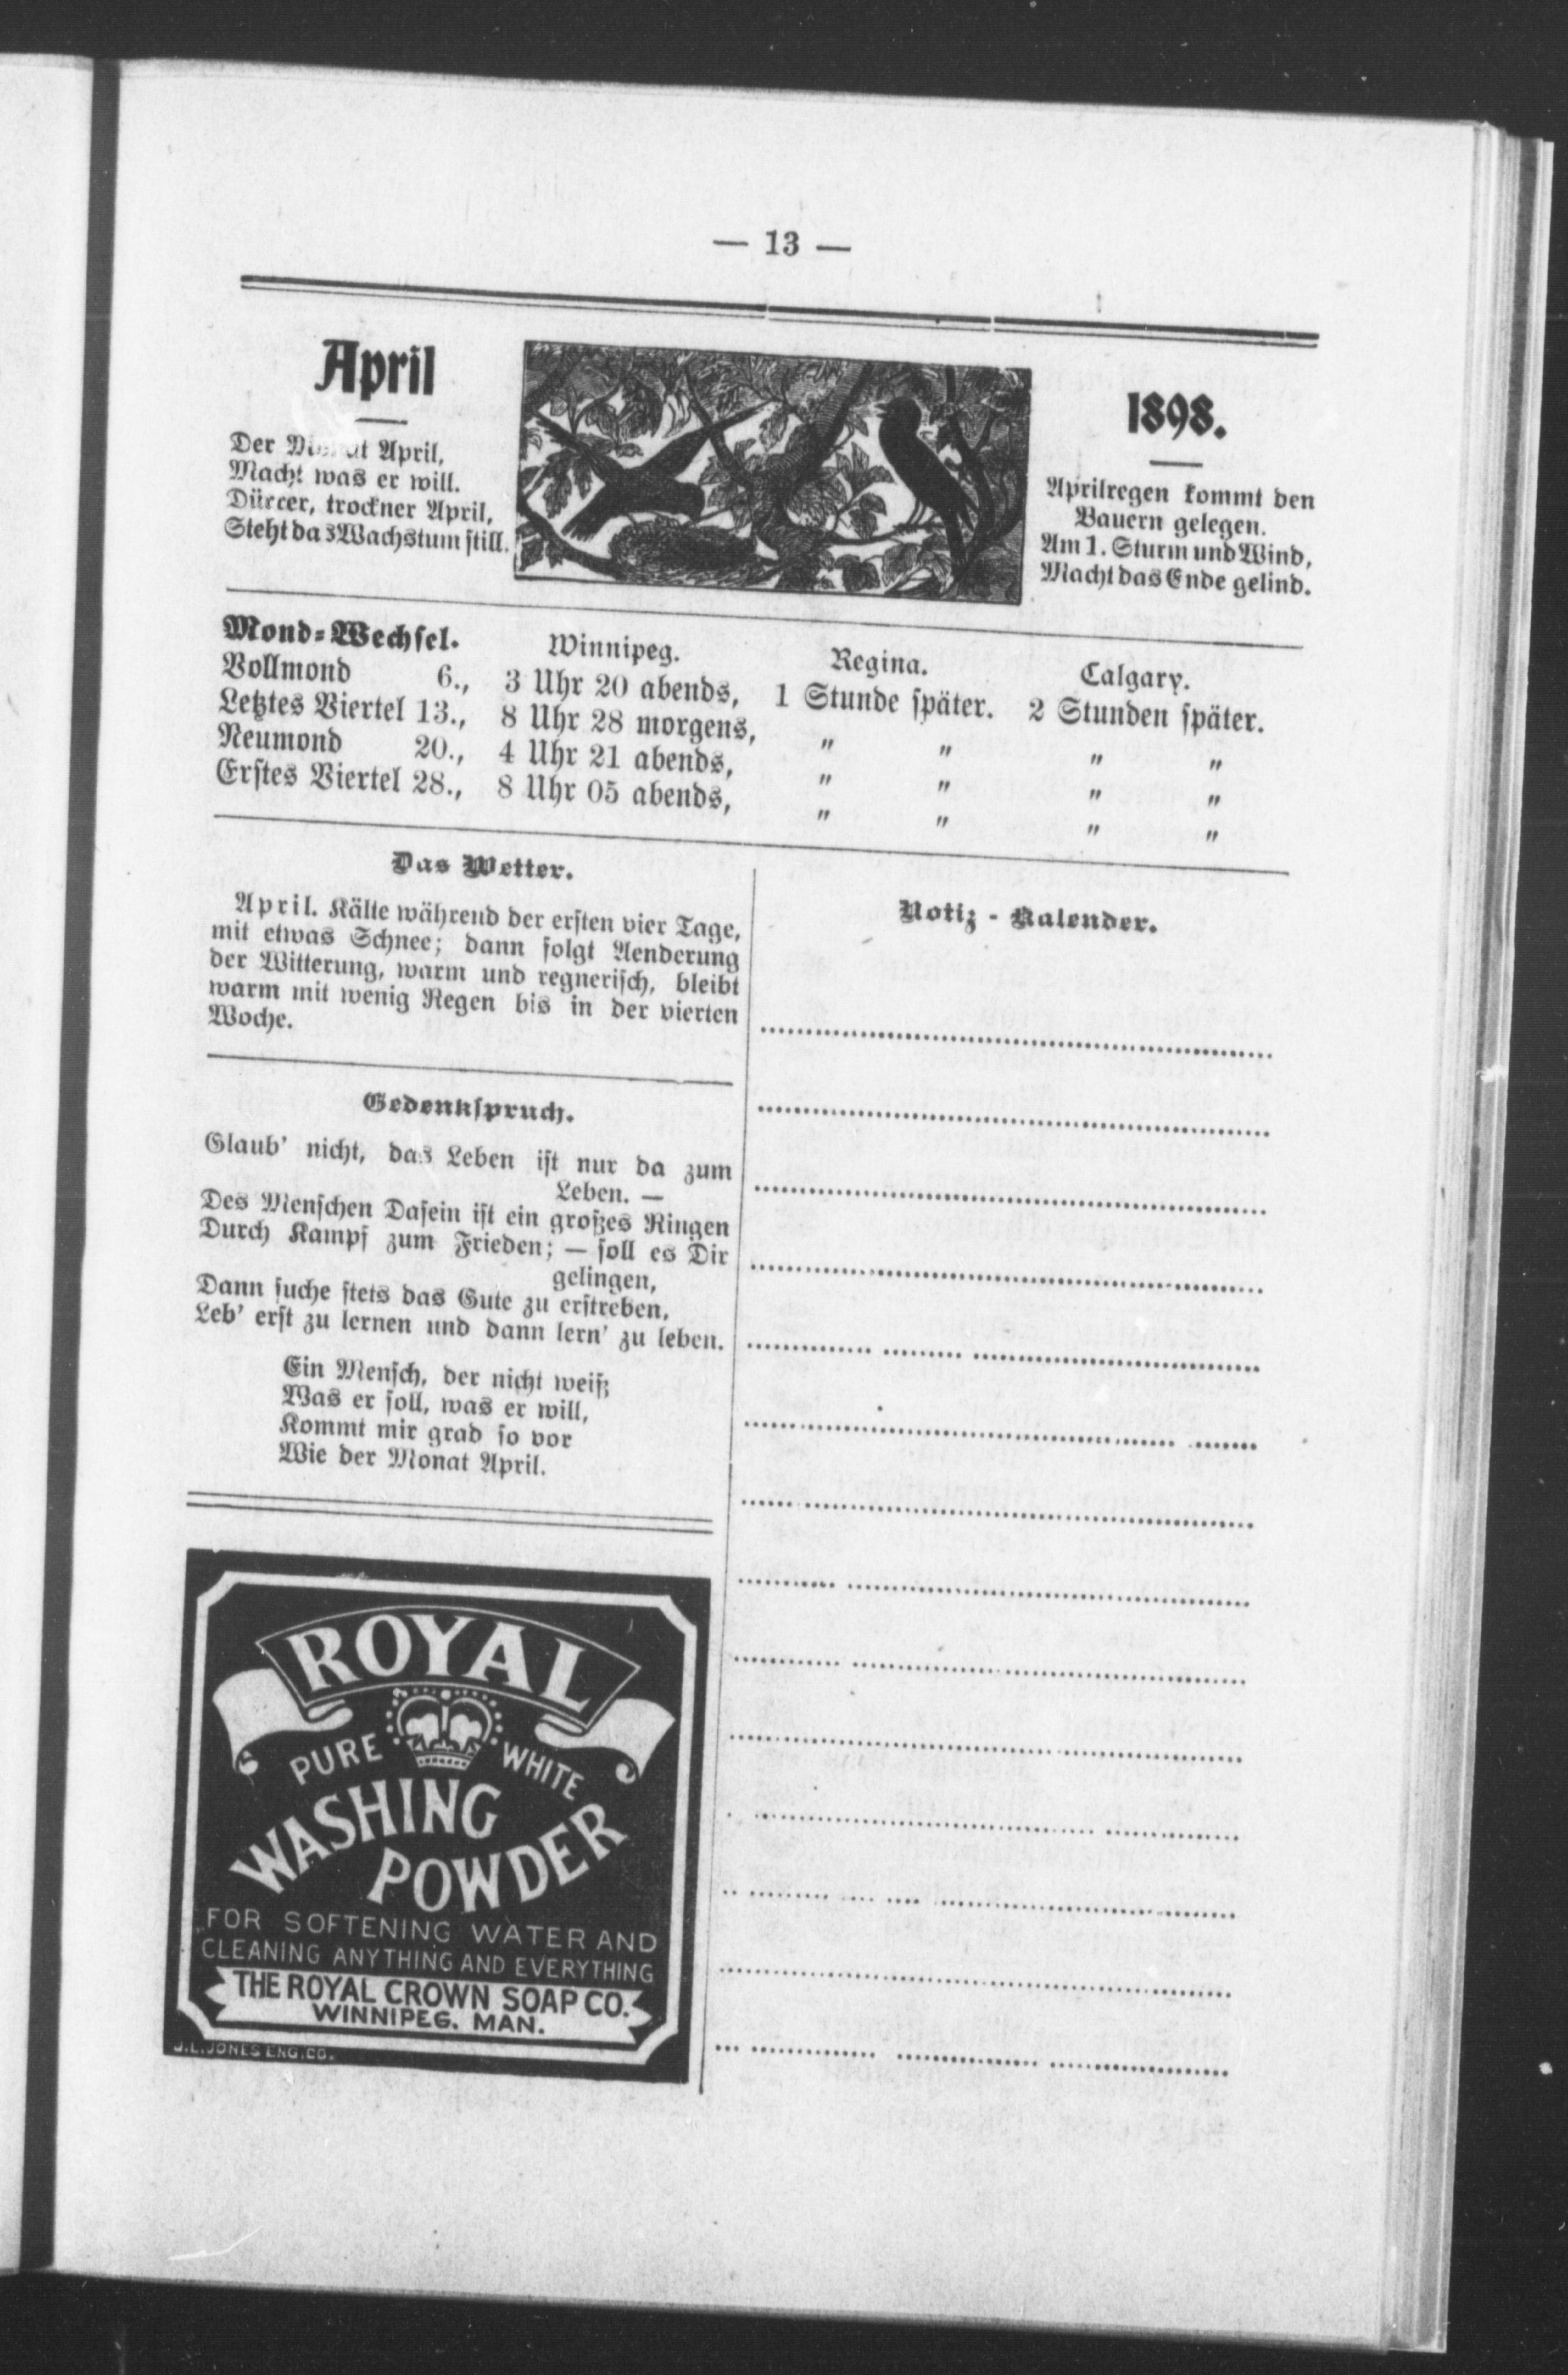 — 13 —
April
Der Monat April,
Macht was er will.
Dürrer, trockner April,
Steht das Wachstum still.
1898.
Aprilregen kommt den
Bauern gelegen.
Am 1. Sturm und Wind,
Macht das Ende gelind.
Mond-Wechsel. Winnipeg. Regina. Calgary.
Vollmond 6., 3 Uhr 20 abends, 1 Stunde später. 2 Stunden später.
Letztes Viertel 13., 8 Uhr 28 morgens, " " " "
Neumond 20., 4 Uhr 21 abends, " " " "
Erstes Viertel 28., 8 Uhr 05 abends, " " " "
Das Wetter.
April. Kälte während der ersten vier Tage,
mit etwas Schnee; dann folgt Aenderung
der Witterung, warm und regnerisch, bleibt
warm mit wenig Regen bis in der vierten
Woche.
Gedenkspruch.
Glaub' nicht, das Leben ist nur da zum
Leben. —
Des Menschen Dasein ist ein großes Ringen
Durch Kampf zum Frieden; — soll es Dir
gelingen,
Dann suche stets das Gute zu erstreben,
Leb' erst zu lernen und dann lern' zu leben.
Ein Mensch, der nicht weiß
Was er soll, was er will,
Kommt mir grad so vor
Wie der Monat April.
ROYAL
PURE WHITE
WASHING
POWDER
FOR SOFTENING WATER AND
CLEANING ANYTHING AND EVERYTHING
THE ROYAL CROWN SOAP CO.
WINNIPEG. MAN.
J.L. JONES ENG. CO.
Notiz - Kalender.